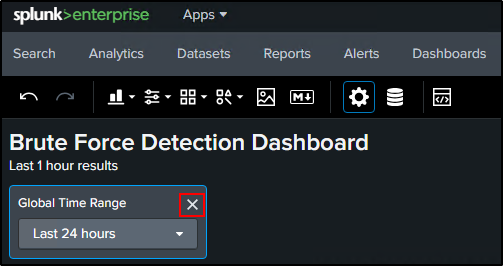 splunk>enterprise Apps
Search Analytics Datasets Reports Alerts Dashboards
M
Brute Force Detection Dashboard
Last 1 hour results
Global Time Range
Last 24 hours